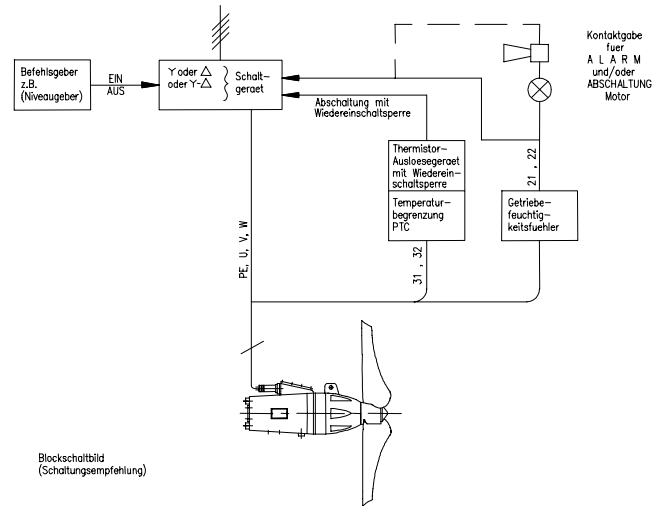 Kontaktgabe
fuer
A L A R M
und/oder
ABSCHALTUNG
Motor
Befehlsgeber
z.B.
(Niveaugeber)
EIN
AUS
Y oder △
oder Y-△
Schalt-
geraet
Abschaltung mit
Wiedereinschaltsperre
Thermistor-
Ausloesegeraet
mit Wiederein-
schaltsperre
Temperatur-
begrenzung
PTC
21 , 22
Getriebe-
feuchtig-
keitsfuehler
PE, U, V, W
31 , 32
Blockschaltbild
(Schaltungsempfehlung)